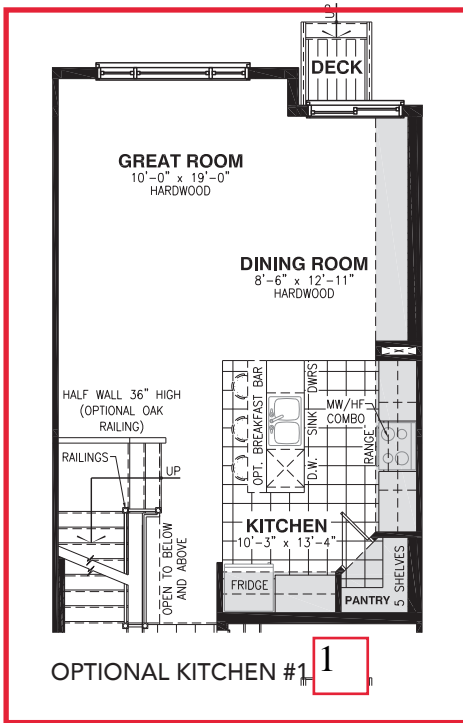 UP
DECK
GREAT ROOM
10'-0" x 19'-0"
HARDWOOD
DINING ROOM
8'-6" x 12'-11"
HARDWOOD
HALF WALL 36" HIGH
(OPTIONAL OAK
RAILING)
RAILINGS
UP
OPEN TO BELOW
AND ABOVE
OPT. BREAKFAST BAR
D.W. SINK DWRS
MW/HF
COMBO
RANGE
KITCHEN
10'-3" x 13'-4"
FRIDGE
PANTRY
5 SHELVES
OPTIONAL KITCHEN #1
1